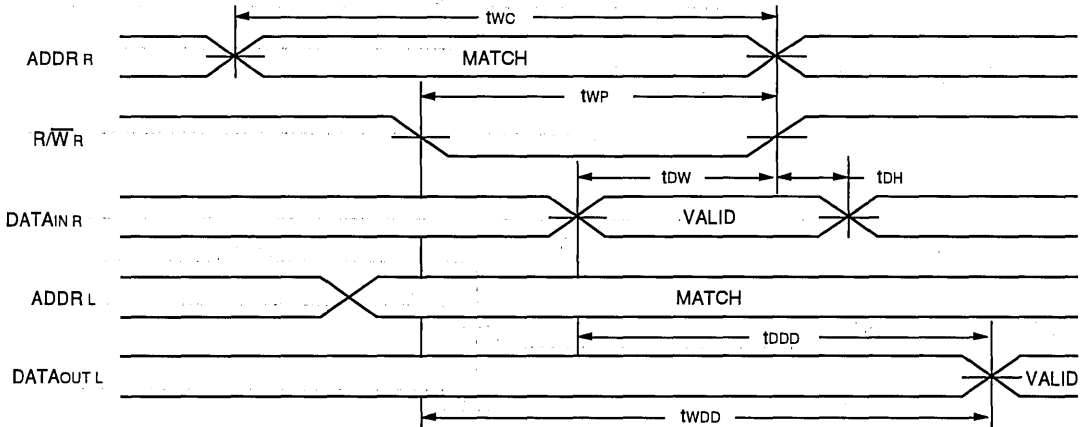 tWC
ADDR R
MATCH
tWP
R/W̅ R
tDW
tDH
DATAIN R
VALID
ADDR L
MATCH
tDDD
DATAOUT L
VALID
tWDD